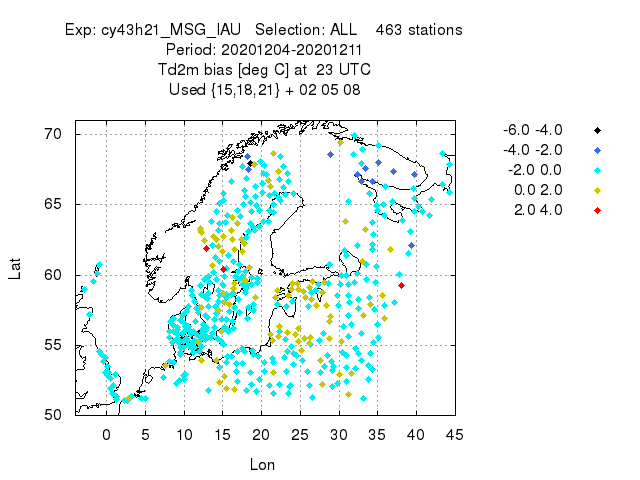 Exp: cy43h21_MSG_IAU   Selection: ALL    463 stations
Period: 20201204-20201211
Td2m bias [deg C] at  23 UTC
Used {15,18,21} + 02 05 08
-6.0 -4.0
-4.0 -2.0
-2.0  0.0
0.0  2.0
2.0  4.0
70
65
60
55
50
Lat
0 5 10 15 20 25 30 35 40 45
Lon